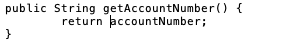 public String getAccountNumber() {
        return accountNumber;
}